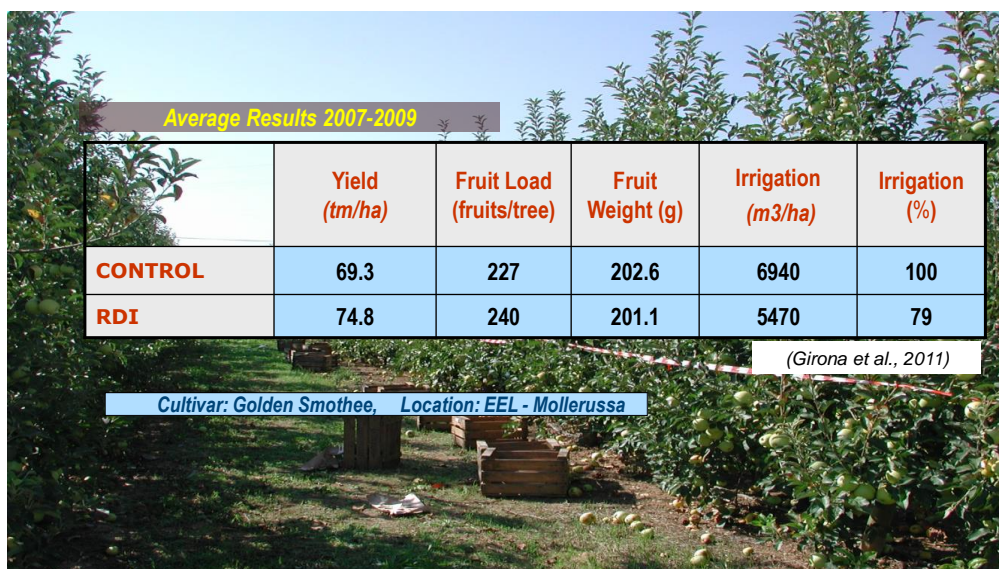 Average Results 2007-2009
Yield (tm/ha) Fruit Load (fruits/tree) Fruit Weight (g) Irrigation (m3/ha) Irrigation (%)
CONTROL 69.3 227 202.6 6940 100
RDI 74.8 240 201.1 5470 79
(Girona et al., 2011)
Cultivar: Golden Smothee, Location: EEL - Mollerussa